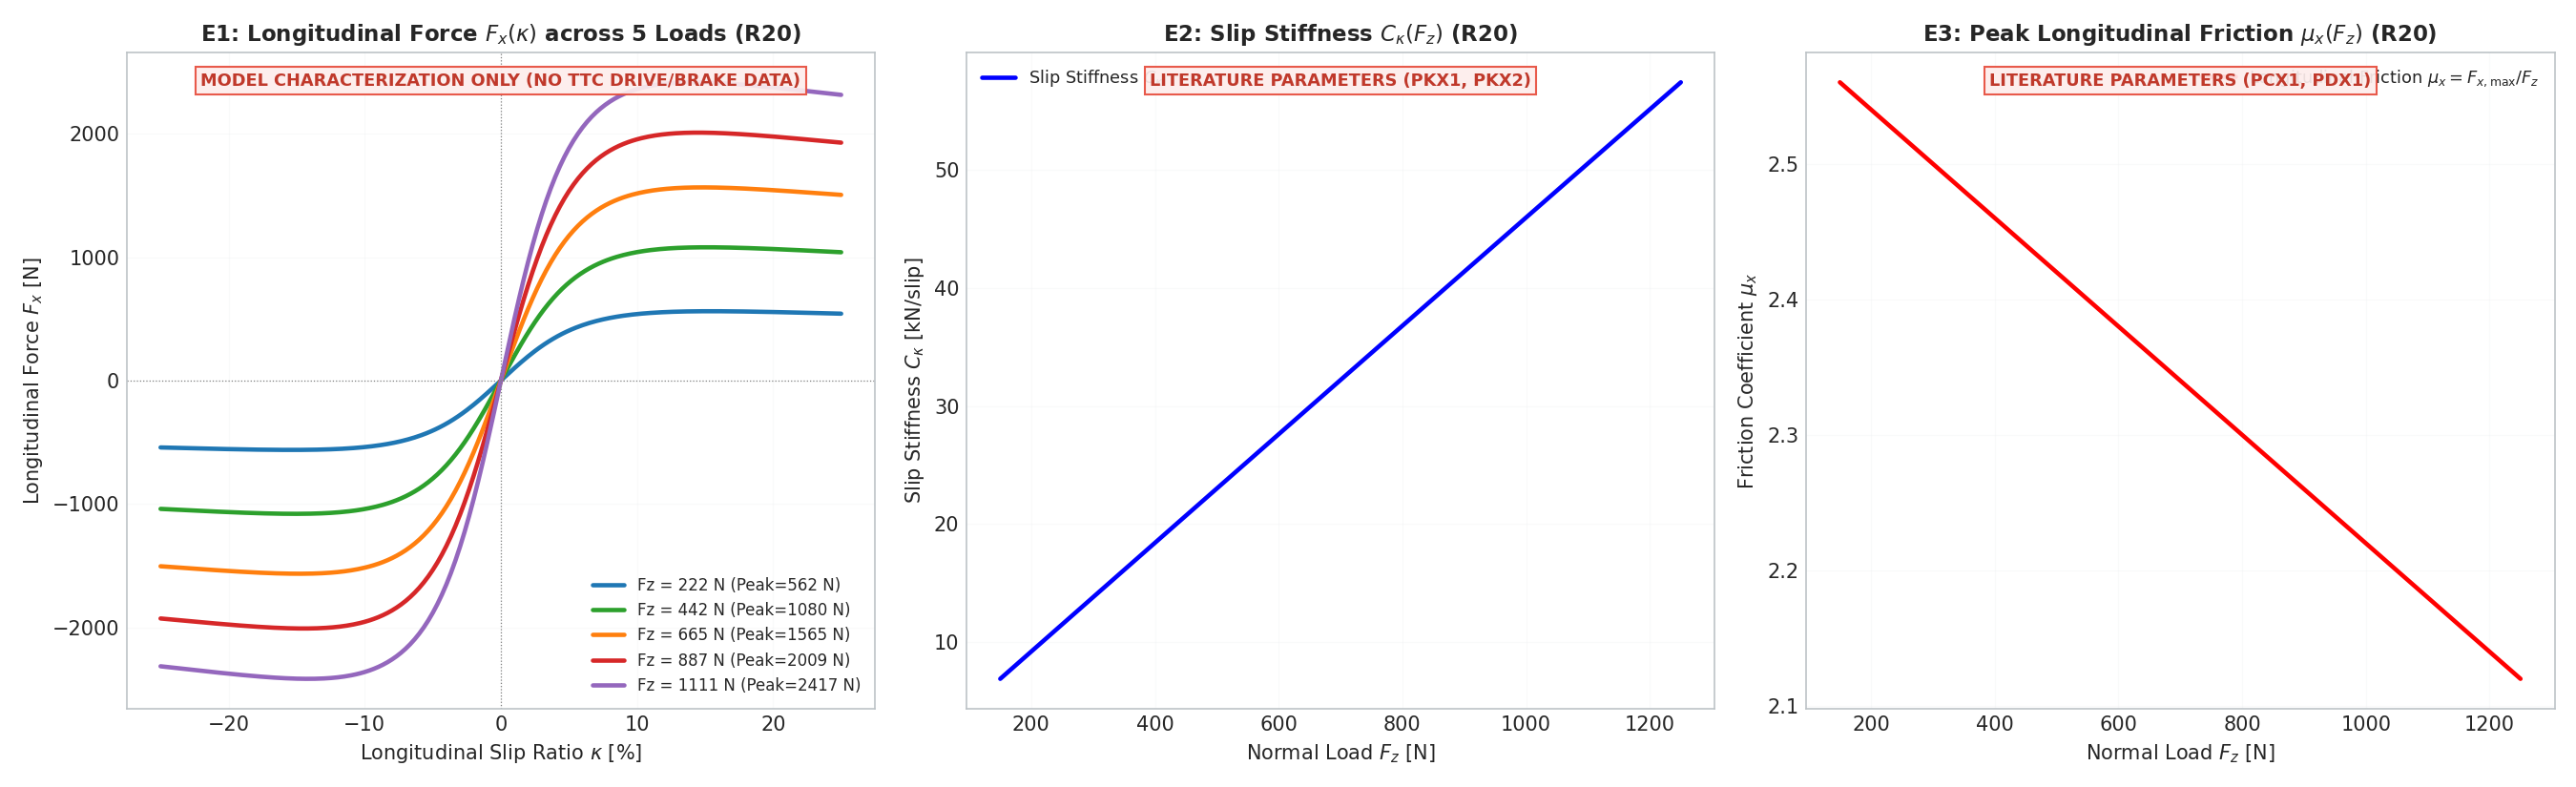 E1: Longitudinal Force Fx(κ) across 5 Loads (R20)
MODEL CHARACTERIZATION ONLY (NO TTC DRIVE/BRAKE DATA)
Longitudinal Force Fx [N]
2000
1000
0
−1000
−2000
Fz = 222 N (Peak=562 N)
Fz = 442 N (Peak=1080 N)
Fz = 665 N (Peak=1565 N)
Fz = 887 N (Peak=2009 N)
Fz = 1111 N (Peak=2417 N)
−20 −10 0 10 20
Longitudinal Slip Ratio κ [%]
E2: Slip Stiffness Cκ(Fz) (R20)
Slip Stiffness
LITERATURE PARAMETERS (PKX1, PKX2)
Slip Stiffness Cκ [kN/slip]
50
40
30
20
10
200 400 600 800 1000 1200
Normal Load Fz [N]
E3: Peak Longitudinal Friction μx(Fz) (R20)
LITERATURE PARAMETERS (PCX1, PDX1)
μx = Fx,max/Fz
Friction Coefficient μx
2.5
2.4
2.3
2.2
2.1
200 400 600 800 1000 1200
Normal Load Fz [N]